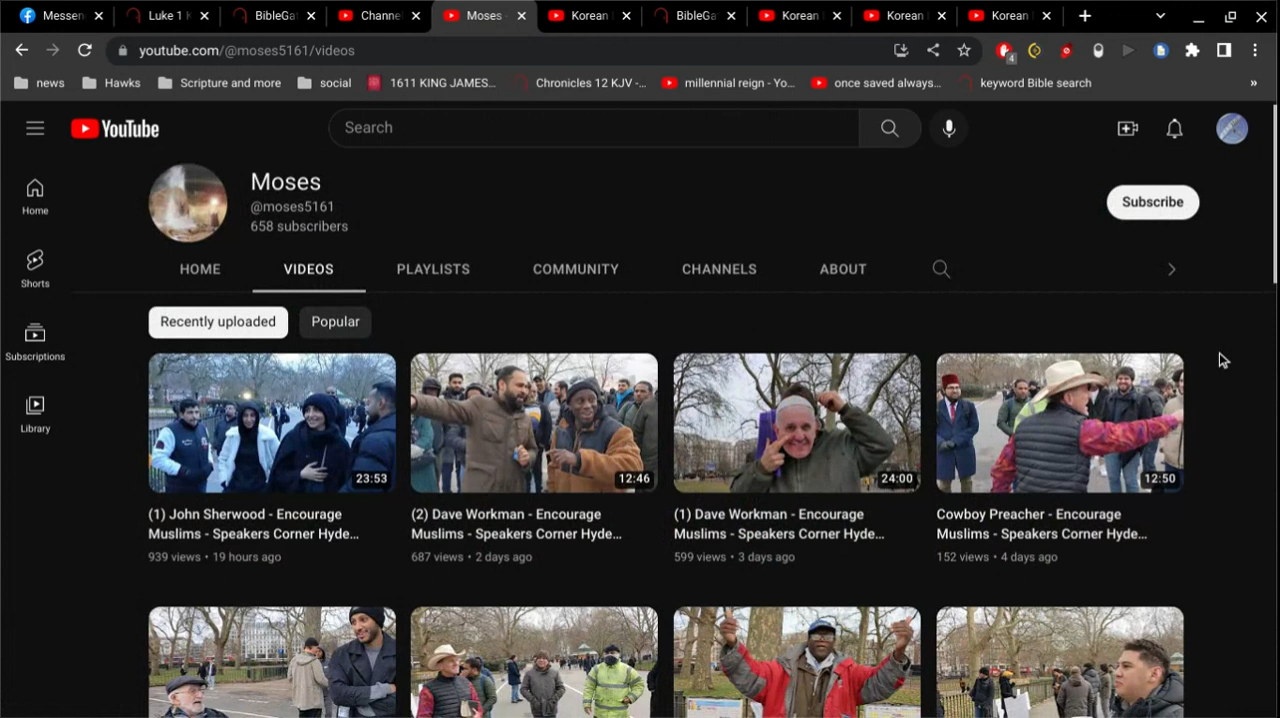 Messen
Luke 1 K
BibleGa
Channe
Moses -
Korean
BibleGa
Korean
Korean
Korean
youtube.com/@moses5161/videos
4
news
Hawks
Scripture and more
social
1611 KING JAMES...
Chronicles 12 KJV -...
millennial reign - Yo...
once saved always...
keyword Bible search
»
YouTube
Search
Moses
@moses5161
658 subscribers
Subscribe
Home
Shorts
Subscriptions
Library
HOME
VIDEOS
PLAYLISTS
COMMUNITY
CHANNELS
ABOUT
Recently uploaded
Popular
23:53
12:46
24:00
12:50
(1) John Sherwood - Encourage
Muslims - Speakers Corner Hyde...
939 views • 19 hours ago
(2) Dave Workman - Encourage
Muslims - Speakers Corner Hyde...
687 views • 2 days ago
(1) Dave Workman - Encourage
Muslims - Speakers Corner Hyde...
599 views • 3 days ago
Cowboy Preacher - Encourage
Muslims - Speakers Corner Hyde...
152 views • 4 days ago